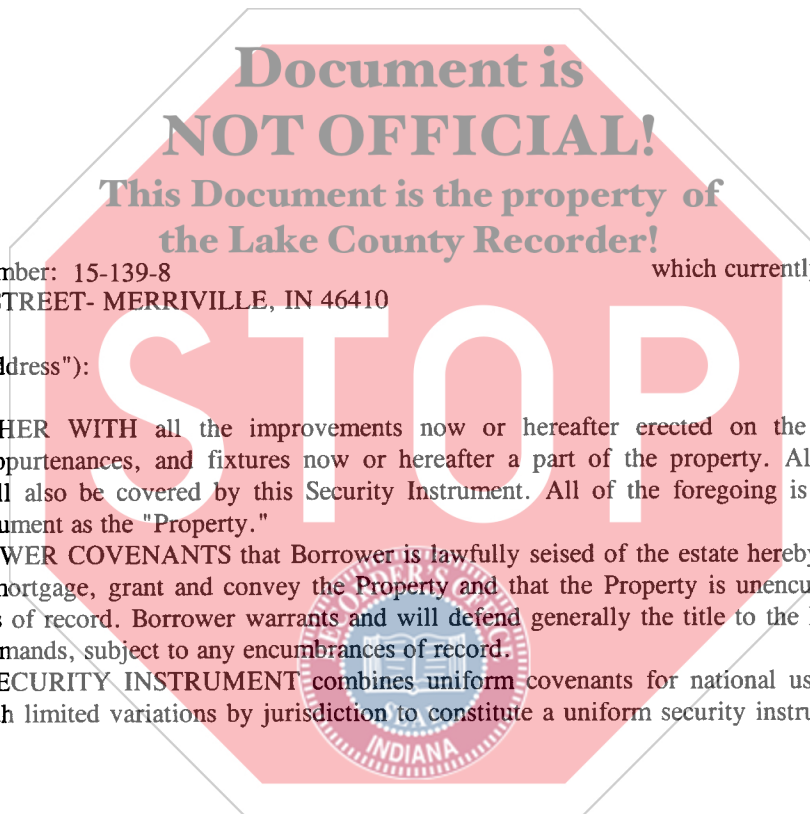 Document is
NOT OFFICIAL!
This Document is the property of
the Lake County Recorder!
mber: 15-139-8 which currently
STREET- MERRIVILLE, IN 46410
ddress"):
STOP
HER WITH all the improvements now or hereafter erected on the
ppurtenances, and fixtures now or hereafter a part of the property. Al
ll also be covered by this Security Instrument. All of the foregoing is
ument as the "Property."
WER COVENANTS that Borrower is lawfully seised of the estate hereby
mortgage, grant and convey the Property and that the Property is unencu
s of record. Borrower warrants and will defend generally the title to the
mands, subject to any encumbrances of record.
ECURITY INSTRUMENT combines uniform covenants for national us
h limited variations by jurisdiction to constitute a uniform security instru
RECORDER'S OFFIC
SEAL
INDIANA